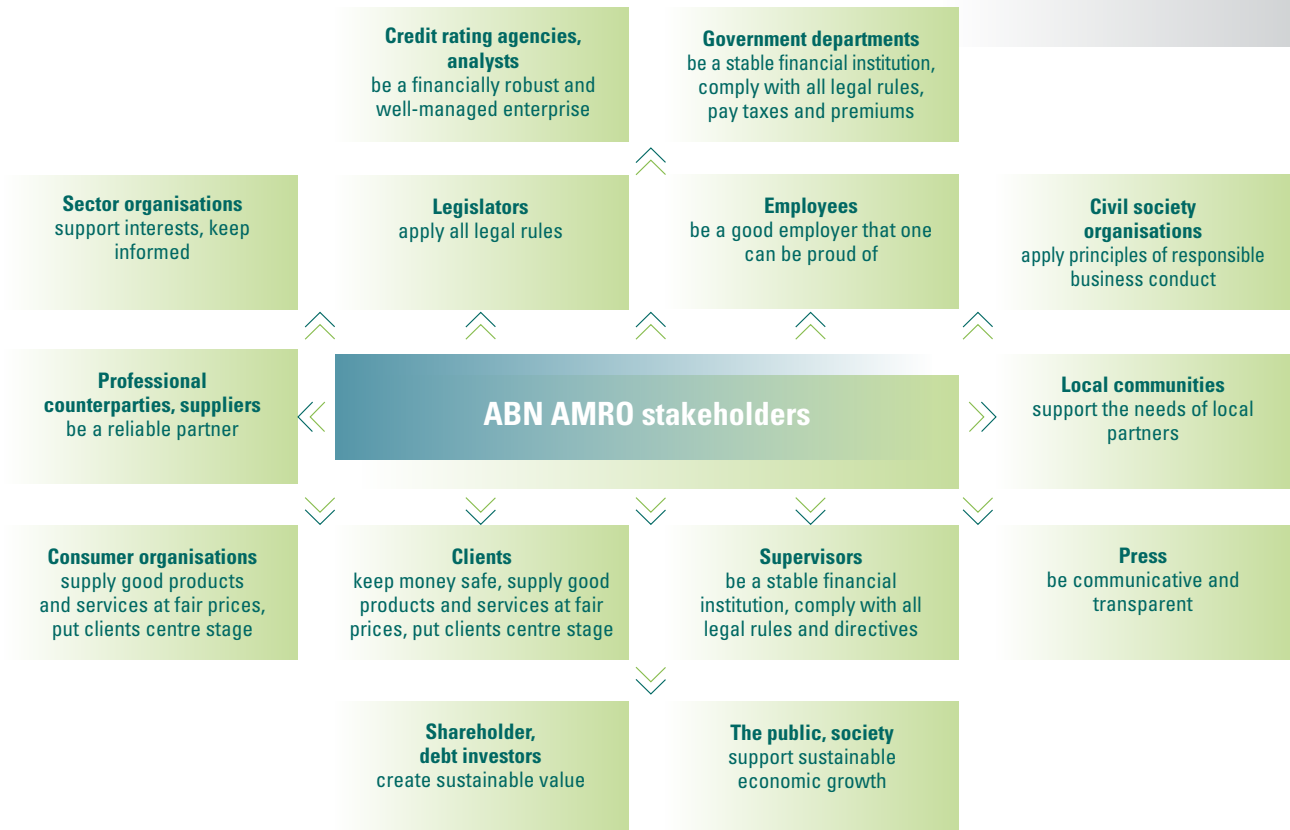 Credit rating agencies,
analysts
be a financially robust and
well-managed enterprise
Government departments
be a stable financial institution,
comply with all legal rules,
pay taxes and premiums
Sector organisations
support interests, keep
informed
Legislators
apply all legal rules
Employees
be a good employer that one
can be proud of
Civil society
organisations
apply principles of responsible
business conduct
Professional
counterparties, suppliers
be a reliable partner
ABN AMRO stakeholders
Local communities
support the needs of local
partners
Consumer organisations
supply good products
and services at fair prices,
put clients centre stage
Clients
keep money safe, supply good
products and services at fair
prices, put clients centre stage
Supervisors
be a stable financial
institution, comply with all
legal rules and directives
Press
be communicative and
transparent
Shareholder,
debt investors
create sustainable value
The public, society
support sustainable
economic growth